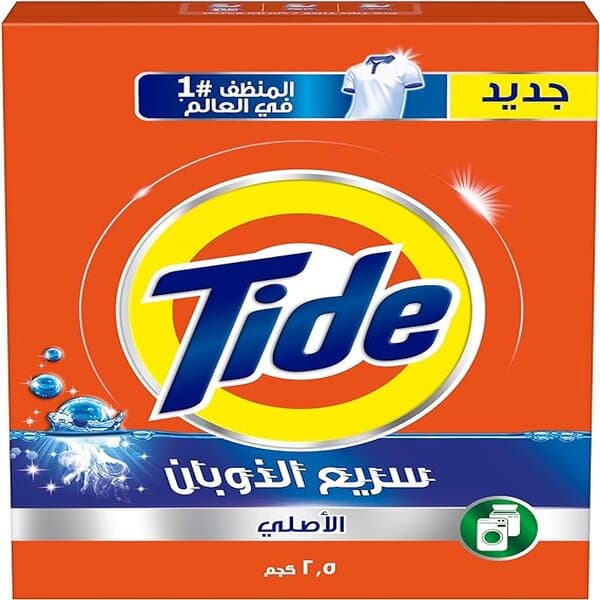 جديد
المنظف #1
في العالم
Tide
سريع الذوبان
الأصلي
٢,٥ كجم